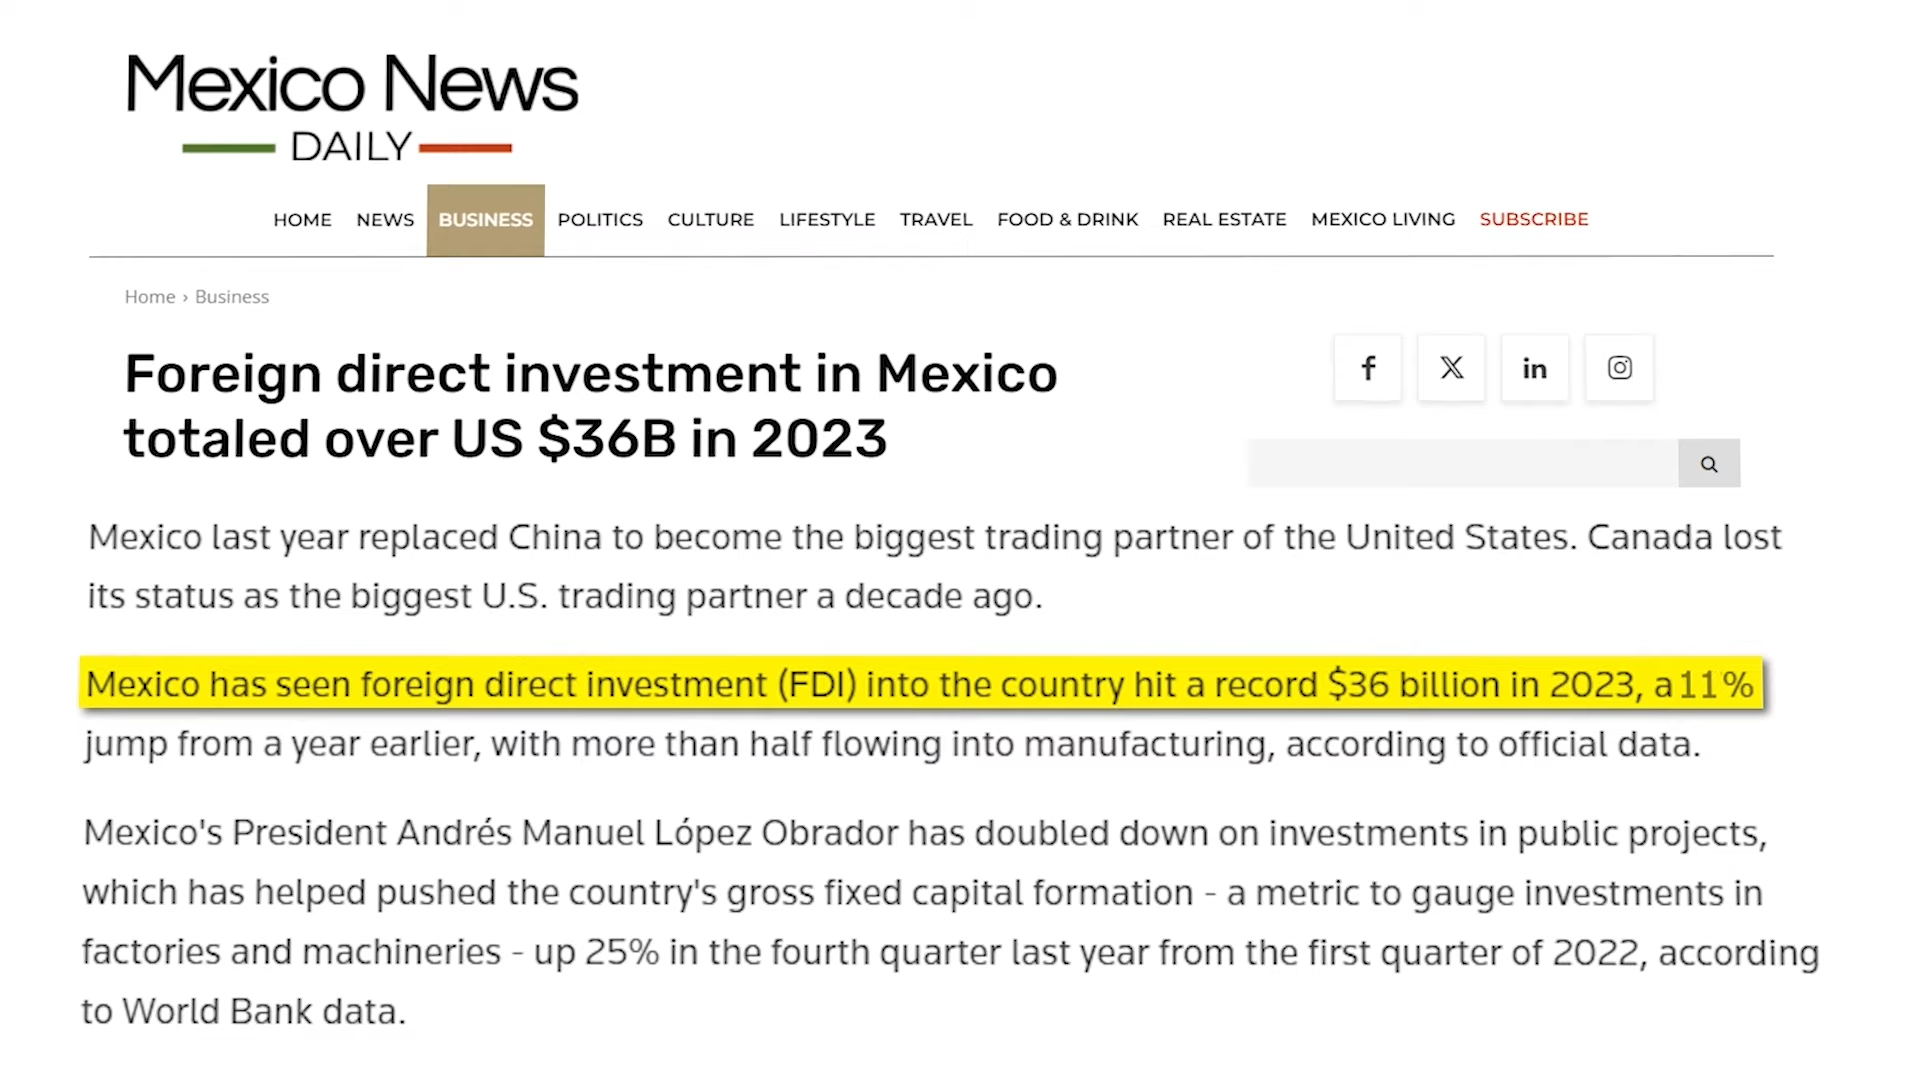 Mexico News
DAILY
HOME NEWS BUSINESS POLITICS CULTURE LIFESTYLE TRAVEL FOOD & DRINK REAL ESTATE MEXICO LIVING SUBSCRIBE
Home › Business
Foreign direct investment in Mexico
totaled over US $36B in 2023
f X in
Mexico last year replaced China to become the biggest trading partner of the United States. Canada lost
its status as the biggest U.S. trading partner a decade ago.
Mexico has seen foreign direct investment (FDI) into the country hit a record $36 billion in 2023, a 11%
jump from a year earlier, with more than half flowing into manufacturing, according to official data.
Mexico's President Andrés Manuel López Obrador has doubled down on investments in public projects,
which has helped pushed the country's gross fixed capital formation - a metric to gauge investments in
factories and machineries - up 25% in the fourth quarter last year from the first quarter of 2022, according
to World Bank data.